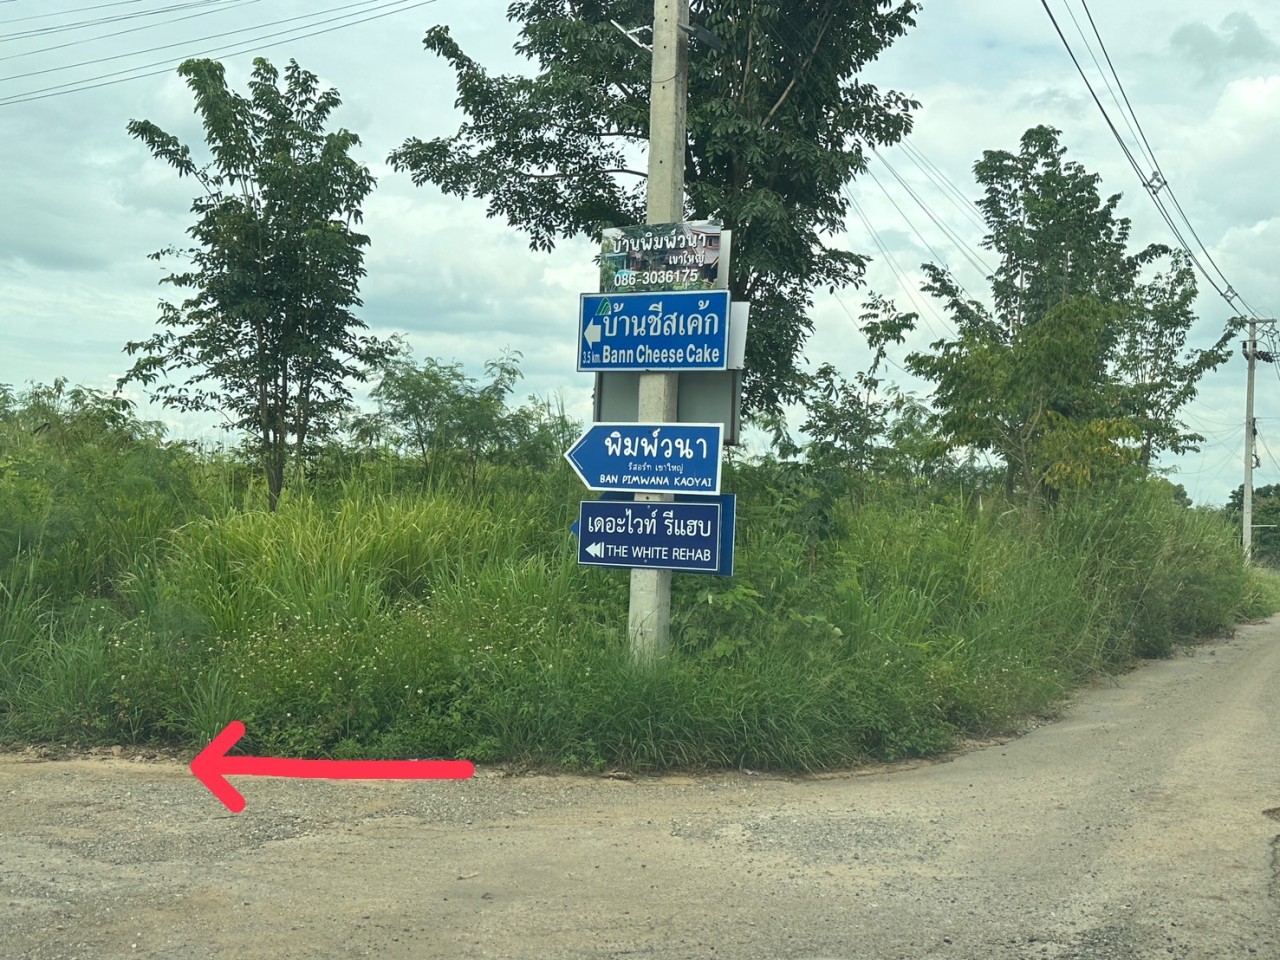 บ้านพิมพ์วนา
เขาใหญ่
086-3036175
บ้านชีสเค้ก
3.5 km. Bann Cheese Cake
พิมพ์วนา
รีสอร์ท เขาใหญ่
BAN PIMWANA KAOYAI
เดอะไวท์ รีแฮบ
THE WHITE REHAB